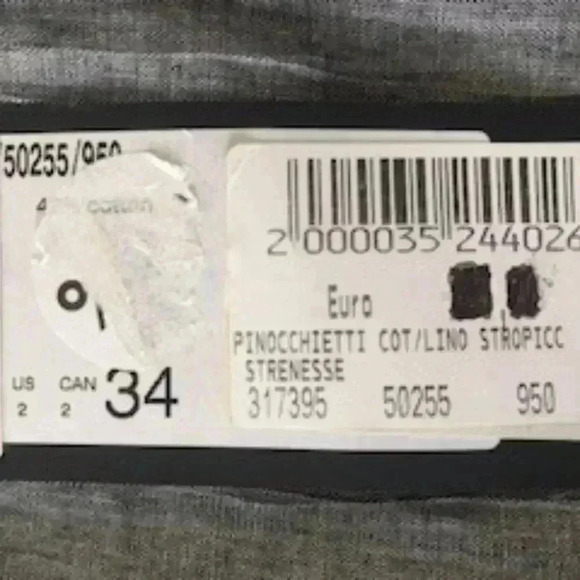 /50255/950
cotton
US CAN 34
2 2
2 000035 244026
Euro
PINOCCHIETTI COT/LINO STROPICC
STRENESSE
317395 50255 950